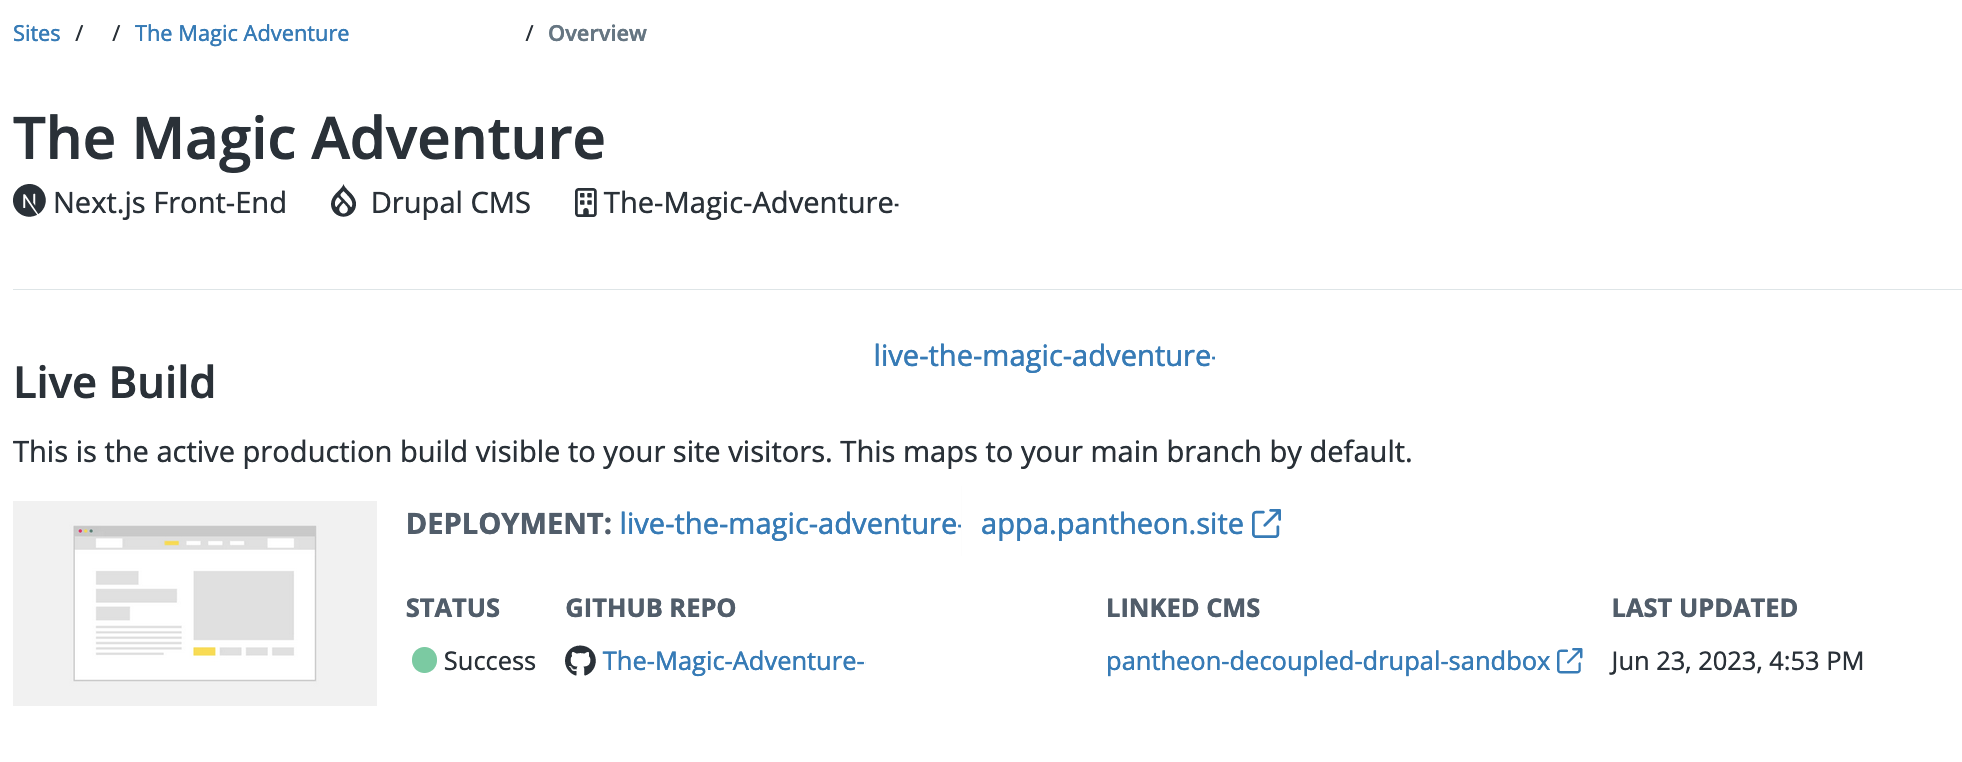 Sites / / The Magic Adventure / Overview
The Magic Adventure
Next.js Front-End Drupal CMS The-Magic-Adventure-
live-the-magic-adventure-
Live Build
This is the active production build visible to your site visitors. This maps to your main branch by default.
DEPLOYMENT: live-the-magic-adventure- appa.pantheon.site
STATUS GITHUB REPO LINKED CMS LAST UPDATED
Success The-Magic-Adventure- pantheon-decoupled-drupal-sandbox Jun 23, 2023, 4:53 PM